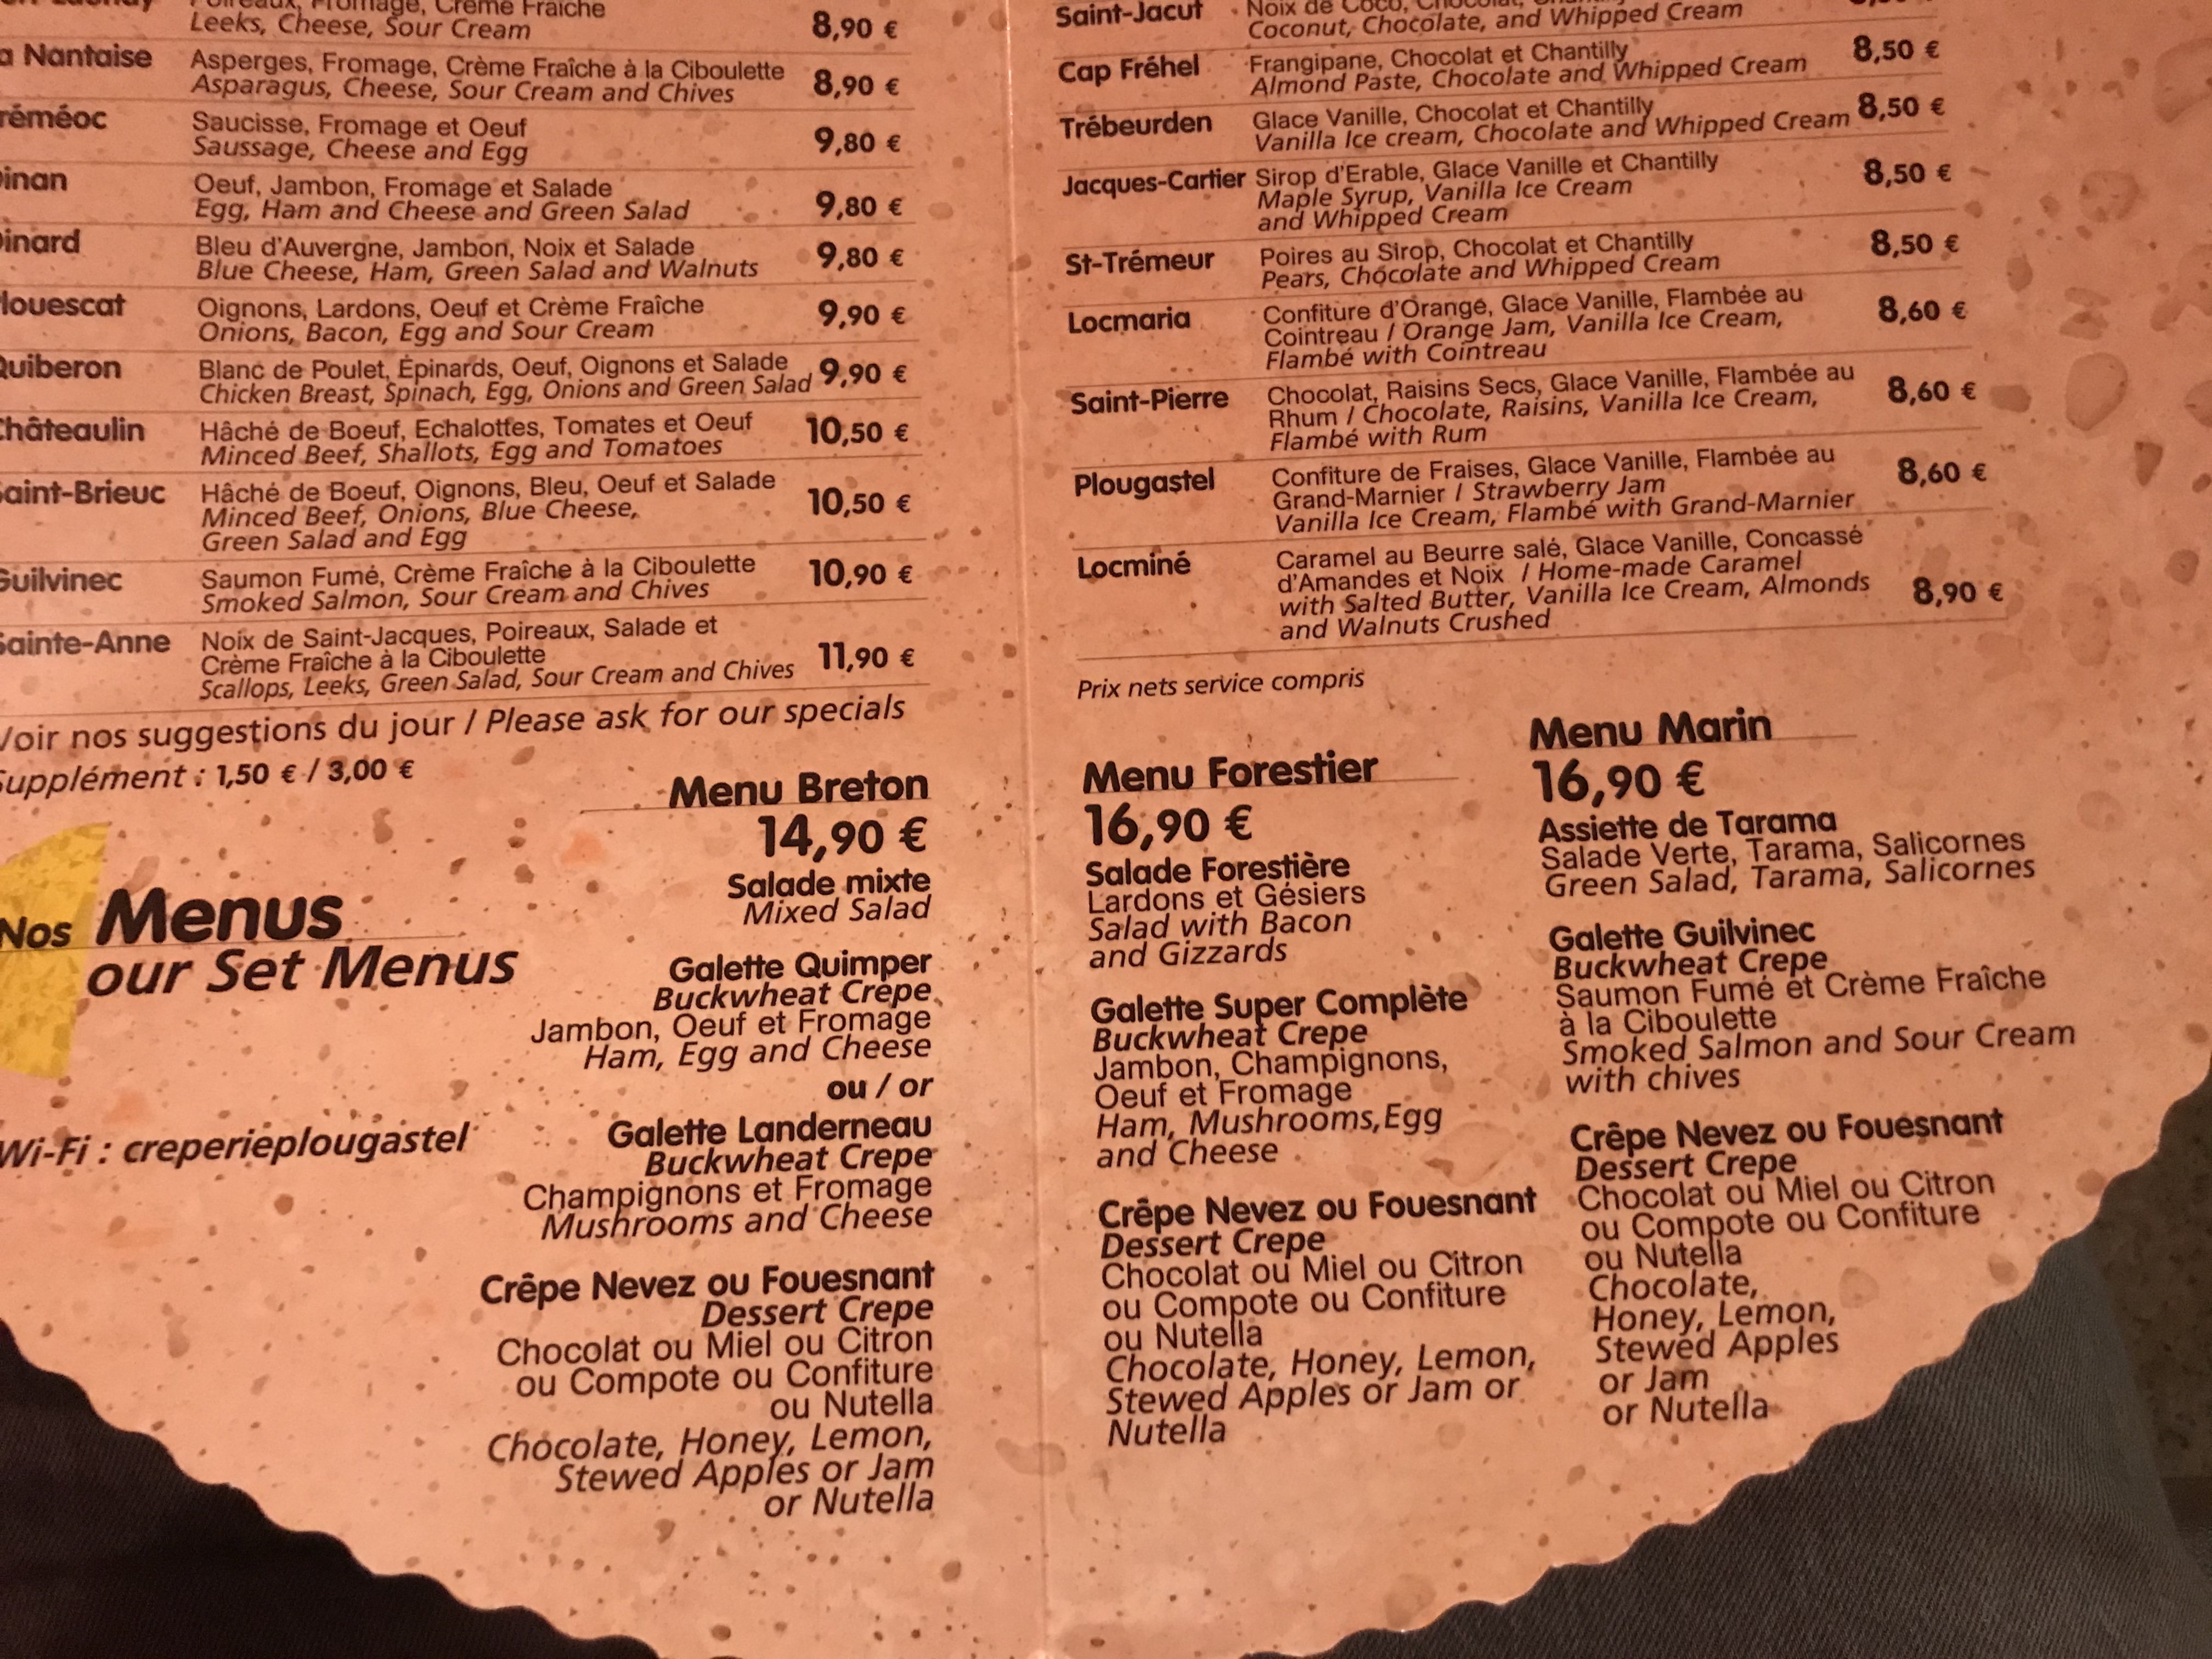 Poireaux, Fromage, Crème Fraîche
Leeks, Cheese, Sour Cream
8,90 €
a Nantaise
Asperges, Fromage, Crème Fraîche à la Ciboulette
Asparagus, Cheese, Sour Cream and Chives
8,90 €
réméoc
Saucisse, Fromage et Oeuf
Saussage, Cheese and Egg
9,80 €
inan
Oeuf, Jambon, Fromage et Salade
Egg, Ham and Cheese and Green Salad
9,80 €
inard
Bleu d'Auvergne, Jambon, Noix et Salade
Blue Cheese, Ham, Green Salad and Walnuts
9,80 €
louescat
Oignons, Lardons, Oeuf et Crème Fraîche
Onions, Bacon, Egg and Sour Cream
9,90 €
Quiberon
Blanc de Poulet, Épinards, Oeuf, Oignons et Salade
Chicken Breast, Spinach, Egg, Onions and Green Salad
9,90 €
Châteaulin
Hâché de Boeuf, Echalottes, Tomates et Oeuf
Minced Beef, Shallots, Egg and Tomatoes
10,50 €
Saint-Brieuc
Hâché de Boeuf, Oignons, Bleu, Oeuf et Salade
Minced Beef, Onions, Blue Cheese,
Green Salad and Egg
10,50 €
Guilvinec
Saumon Fumé, Crème Fraîche à la Ciboulette
Smoked Salmon, Sour Cream and Chives
10,90 €
Sainte-Anne
Noix de Saint-Jacques, Poireaux, Salade et
Crème Fraîche à la Ciboulette
Scallops, Leeks, Green Salad, Sour Cream and Chives
11,90 €
Voir nos suggestions du jour / Please ask for our specials
Supplément : 1,50 € / 3,00 €
Saint-Jacut
Noix de Coco, Chocolat,
Coconut, Chocolate, and Whipped Cream
Cap Fréhel
Frangipane, Chocolat et Chantilly
Almond Paste, Chocolate and Whipped Cream
8,50 €
Trébeurden
Glace Vanille, Chocolat et Chantilly
Vanilla Ice cream, Chocolate and Whipped Cream
8,50 €
Jacques-Cartier
Sirop d'Erable, Glace Vanille et Chantilly
Maple Syrup, Vanilla Ice Cream
and Whipped Cream
8,50 €
St-Trémeur
Poires au Sirop, Chocolat et Chantilly
Pears, Chocolate and Whipped Cream
8,50 €
Locmaria
Confiture d'Orange, Glace Vanille, Flambée au
Cointreau / Orange Jam, Vanilla Ice Cream,
Flambé with Cointreau
8,60 €
Saint-Pierre
Chocolat, Raisins Secs, Glace Vanille, Flambée au
Rhum / Chocolate, Raisins, Vanilla Ice Cream,
Flambé with Rum
8,60 €
Plougastel
Confiture de Fraises, Glace Vanille, Flambée au
Grand-Marnier / Strawberry Jam
Vanilla Ice Cream, Flambé with Grand-Marnier
8,60 €
Locminé
Caramel au Beurre salé, Glace Vanille, Concassé
d'Amandes et Noix / Home-made Caramel
with Salted Butter, Vanilla Ice Cream, Almonds
and Walnuts Crushed
8,90 €
Prix nets service compris
Nos Menus
our Set Menus
Wi-Fi : creperieplougastel
Menu Breton
14,90 €
Salade mixte
Mixed Salad
Galette Quimper
Buckwheat Crepe
Jambon, Oeuf et Fromage
Ham, Egg and Cheese
ou / or
Galette Landerneau
Buckwheat Crepe
Champignons et Fromage
Mushrooms and Cheese
Crêpe Nevez ou Fouesnant
Dessert Crepe
Chocolat ou Miel ou Citron
ou Compote ou Confiture
ou Nutella
Chocolate, Honey, Lemon,
Stewed Apples or Jam
or Nutella
Menu Forestier
16,90 €
Salade Forestière
Lardons et Gésiers
Salad with Bacon
and Gizzards
Galette Super Complète
Buckwheat Crepe
Jambon, Champignons,
Oeuf et Fromage
Ham, Mushrooms,Egg
and Cheese
Crêpe Nevez ou Fouesnant
Dessert Crepe
Chocolat ou Miel ou Citron
ou Compote ou Confiture
ou Nutella
Chocolate, Honey, Lemon,
Stewed Apples or Jam or
Nutella
Menu Marin
16,90 €
Assiette de Tarama
Salade Verte, Tarama, Salicornes
Green Salad, Tarama, Salicornes
Galette Guilvinec
Buckwheat Crepe
Saumon Fumé et Crème Fraîche
à la Ciboulette
Smoked Salmon and Sour Cream
with chives
Crêpe Nevez ou Fouesnant
Dessert Crepe
Chocolat ou Miel ou Citron
ou Compote ou Confiture
ou Nutella
Chocolate,
Honey, Lemon,
Stewed Apples
or Jam
or Nutella